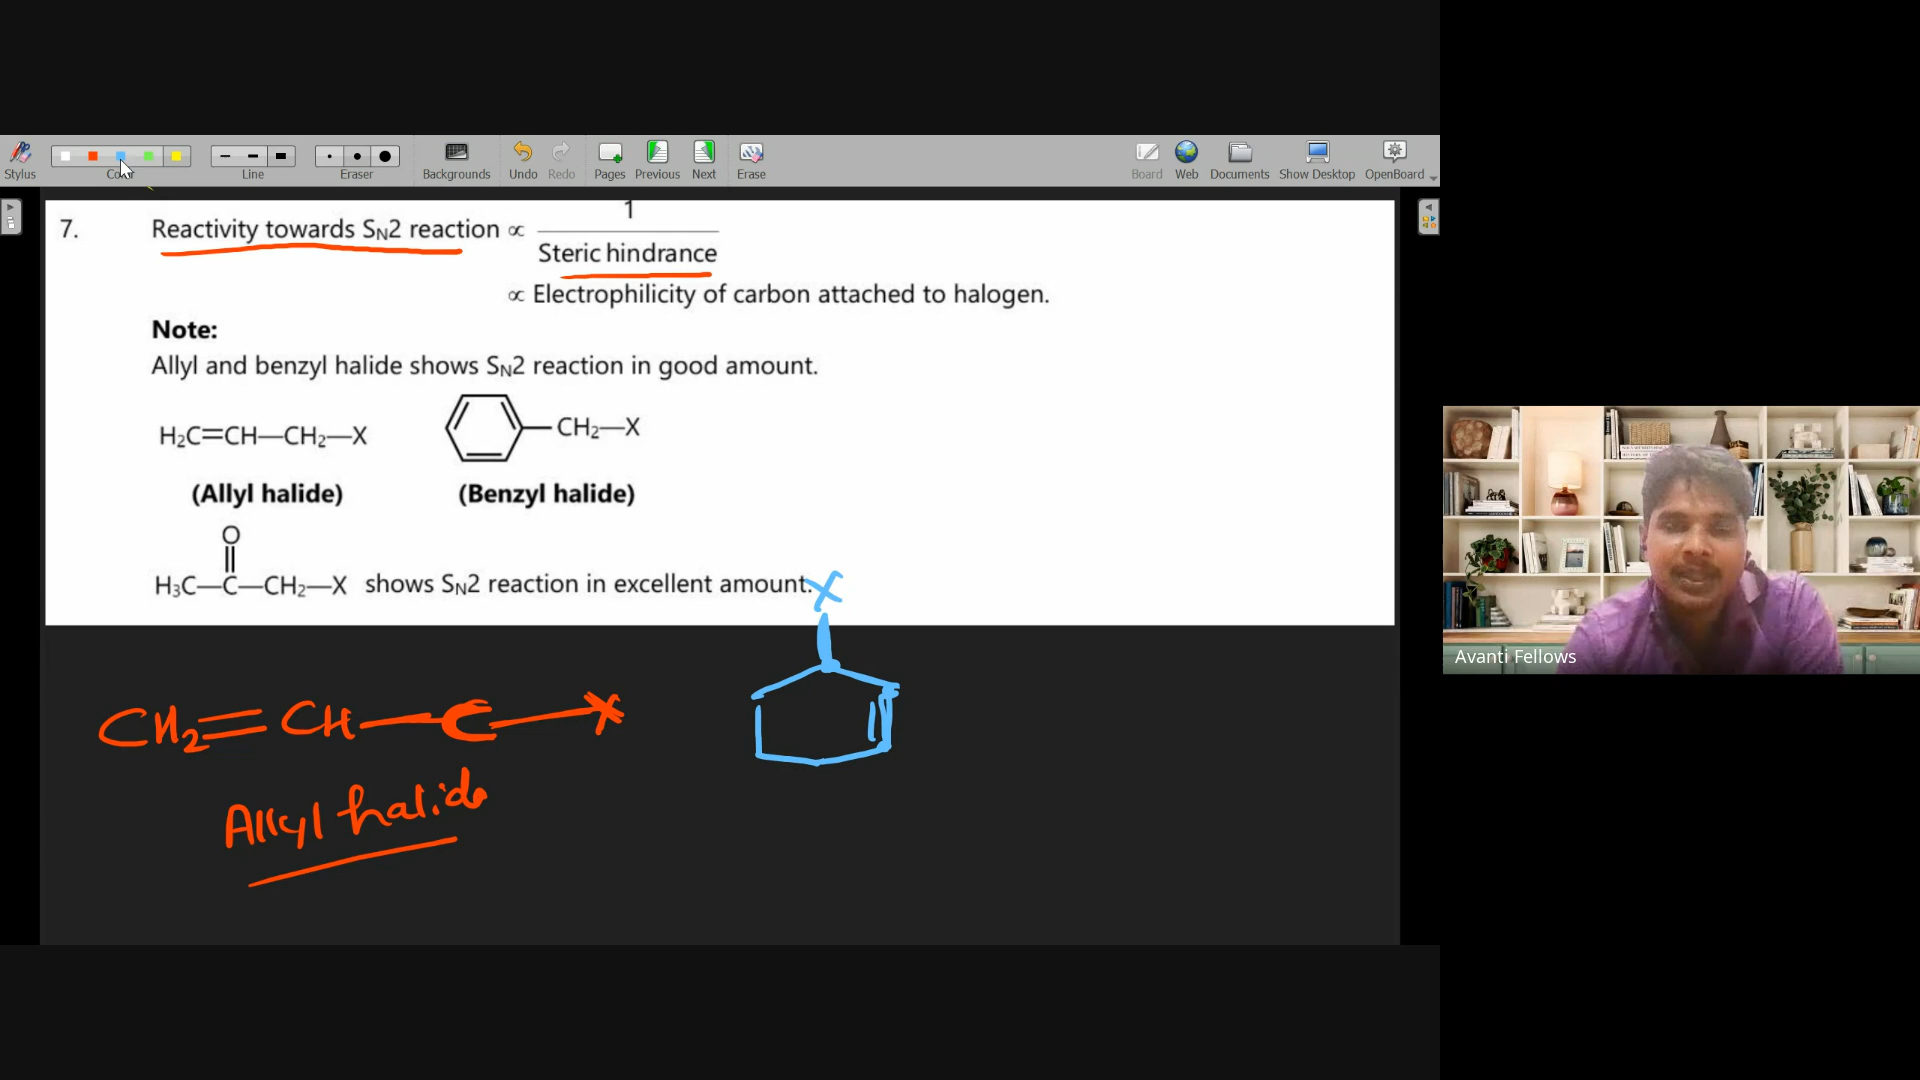 Stylus
Color
Line
Eraser
Backgrounds
Undo
Redo
Pages
Previous
Next
Erase
Board
Web
Documents
Show Desktop
OpenBoard
7. Reactivity towards SN2 reaction ∝ 1
Steric hindrance
∝ Electrophilicity of carbon attached to halogen.
Note:
Allyl and benzyl halide shows SN2 reaction in good amount.
H2C=CH—CH2—X
CH2—X
(Allyl halide) (Benzyl halide)
O
H3C—C—CH2—X shows SN2 reaction in excellent amount.
X
CH2=CH—C—X
Allyl halide
Avanti Fellows